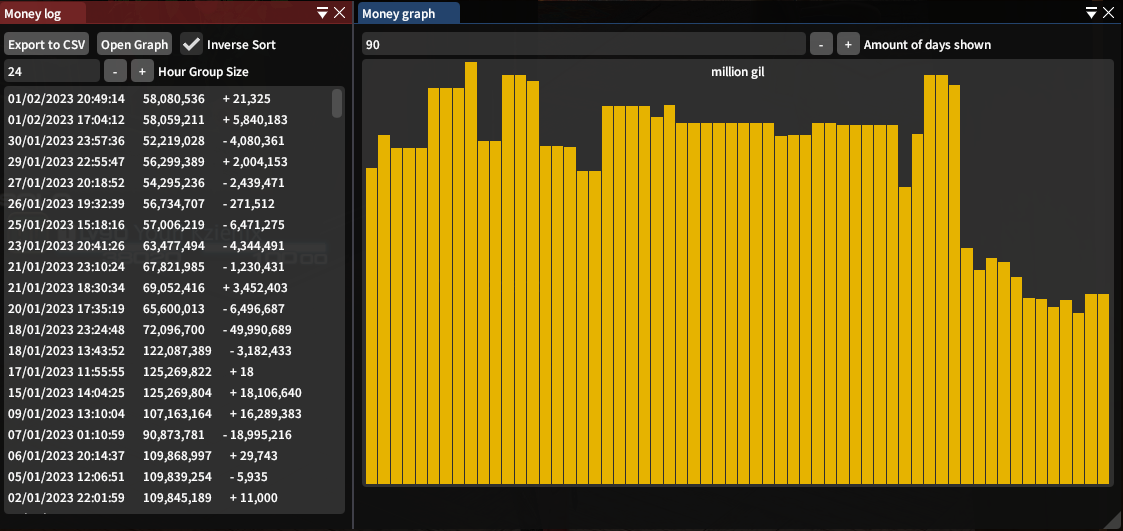 Money log
Export to CSV Open Graph Inverse Sort
24 - + Hour Group Size
01/02/2023 20:49:14 58,080,536 + 21,325
01/02/2023 17:04:12 58,059,211 + 5,840,183
30/01/2023 23:57:36 52,219,028 - 4,080,361
29/01/2023 22:55:47 56,299,389 + 2,004,153
27/01/2023 20:18:52 54,295,236 - 2,439,471
26/01/2023 19:32:39 56,734,707 - 271,512
25/01/2023 15:18:16 57,006,219 - 6,471,275
23/01/2023 20:41:26 63,477,494 - 4,344,491
21/01/2023 23:10:24 67,821,985 - 1,230,431
21/01/2023 18:30:34 69,052,416 + 3,452,403
20/01/2023 17:35:19 65,600,013 - 6,496,687
18/01/2023 23:24:48 72,096,700 - 49,990,689
18/01/2023 13:43:52 122,087,389 - 3,182,433
17/01/2023 11:55:55 125,269,822 + 18
15/01/2023 14:04:25 125,269,804 + 18,106,640
09/01/2023 13:10:04 107,163,164 + 16,289,383
07/01/2023 01:10:59 90,873,781 - 18,995,216
06/01/2023 20:14:37 109,868,997 + 29,743
05/01/2023 12:06:51 109,839,254 - 5,935
02/01/2023 22:01:59 109,845,189 + 11,000
Money graph
90 - + Amount of days shown
million gil